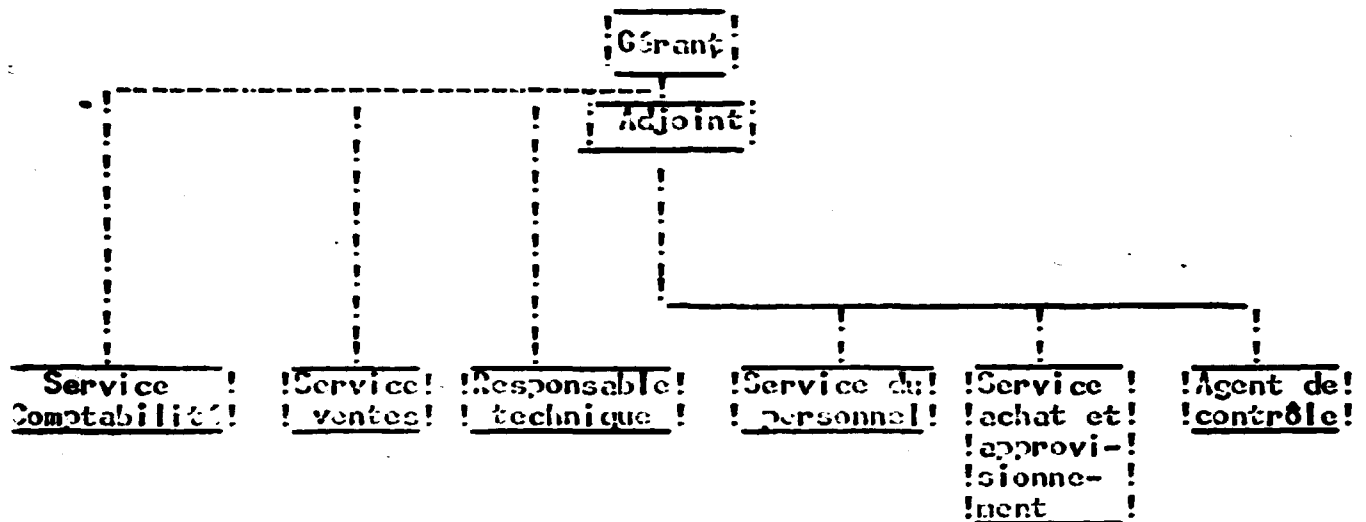 Gérant
Adjoint
Service
Comptabilité
Service
ventes
Responsable
technique
Service du
personnel
Service
achat et
approvi-
sionne-
ment
Agent de
contrôle